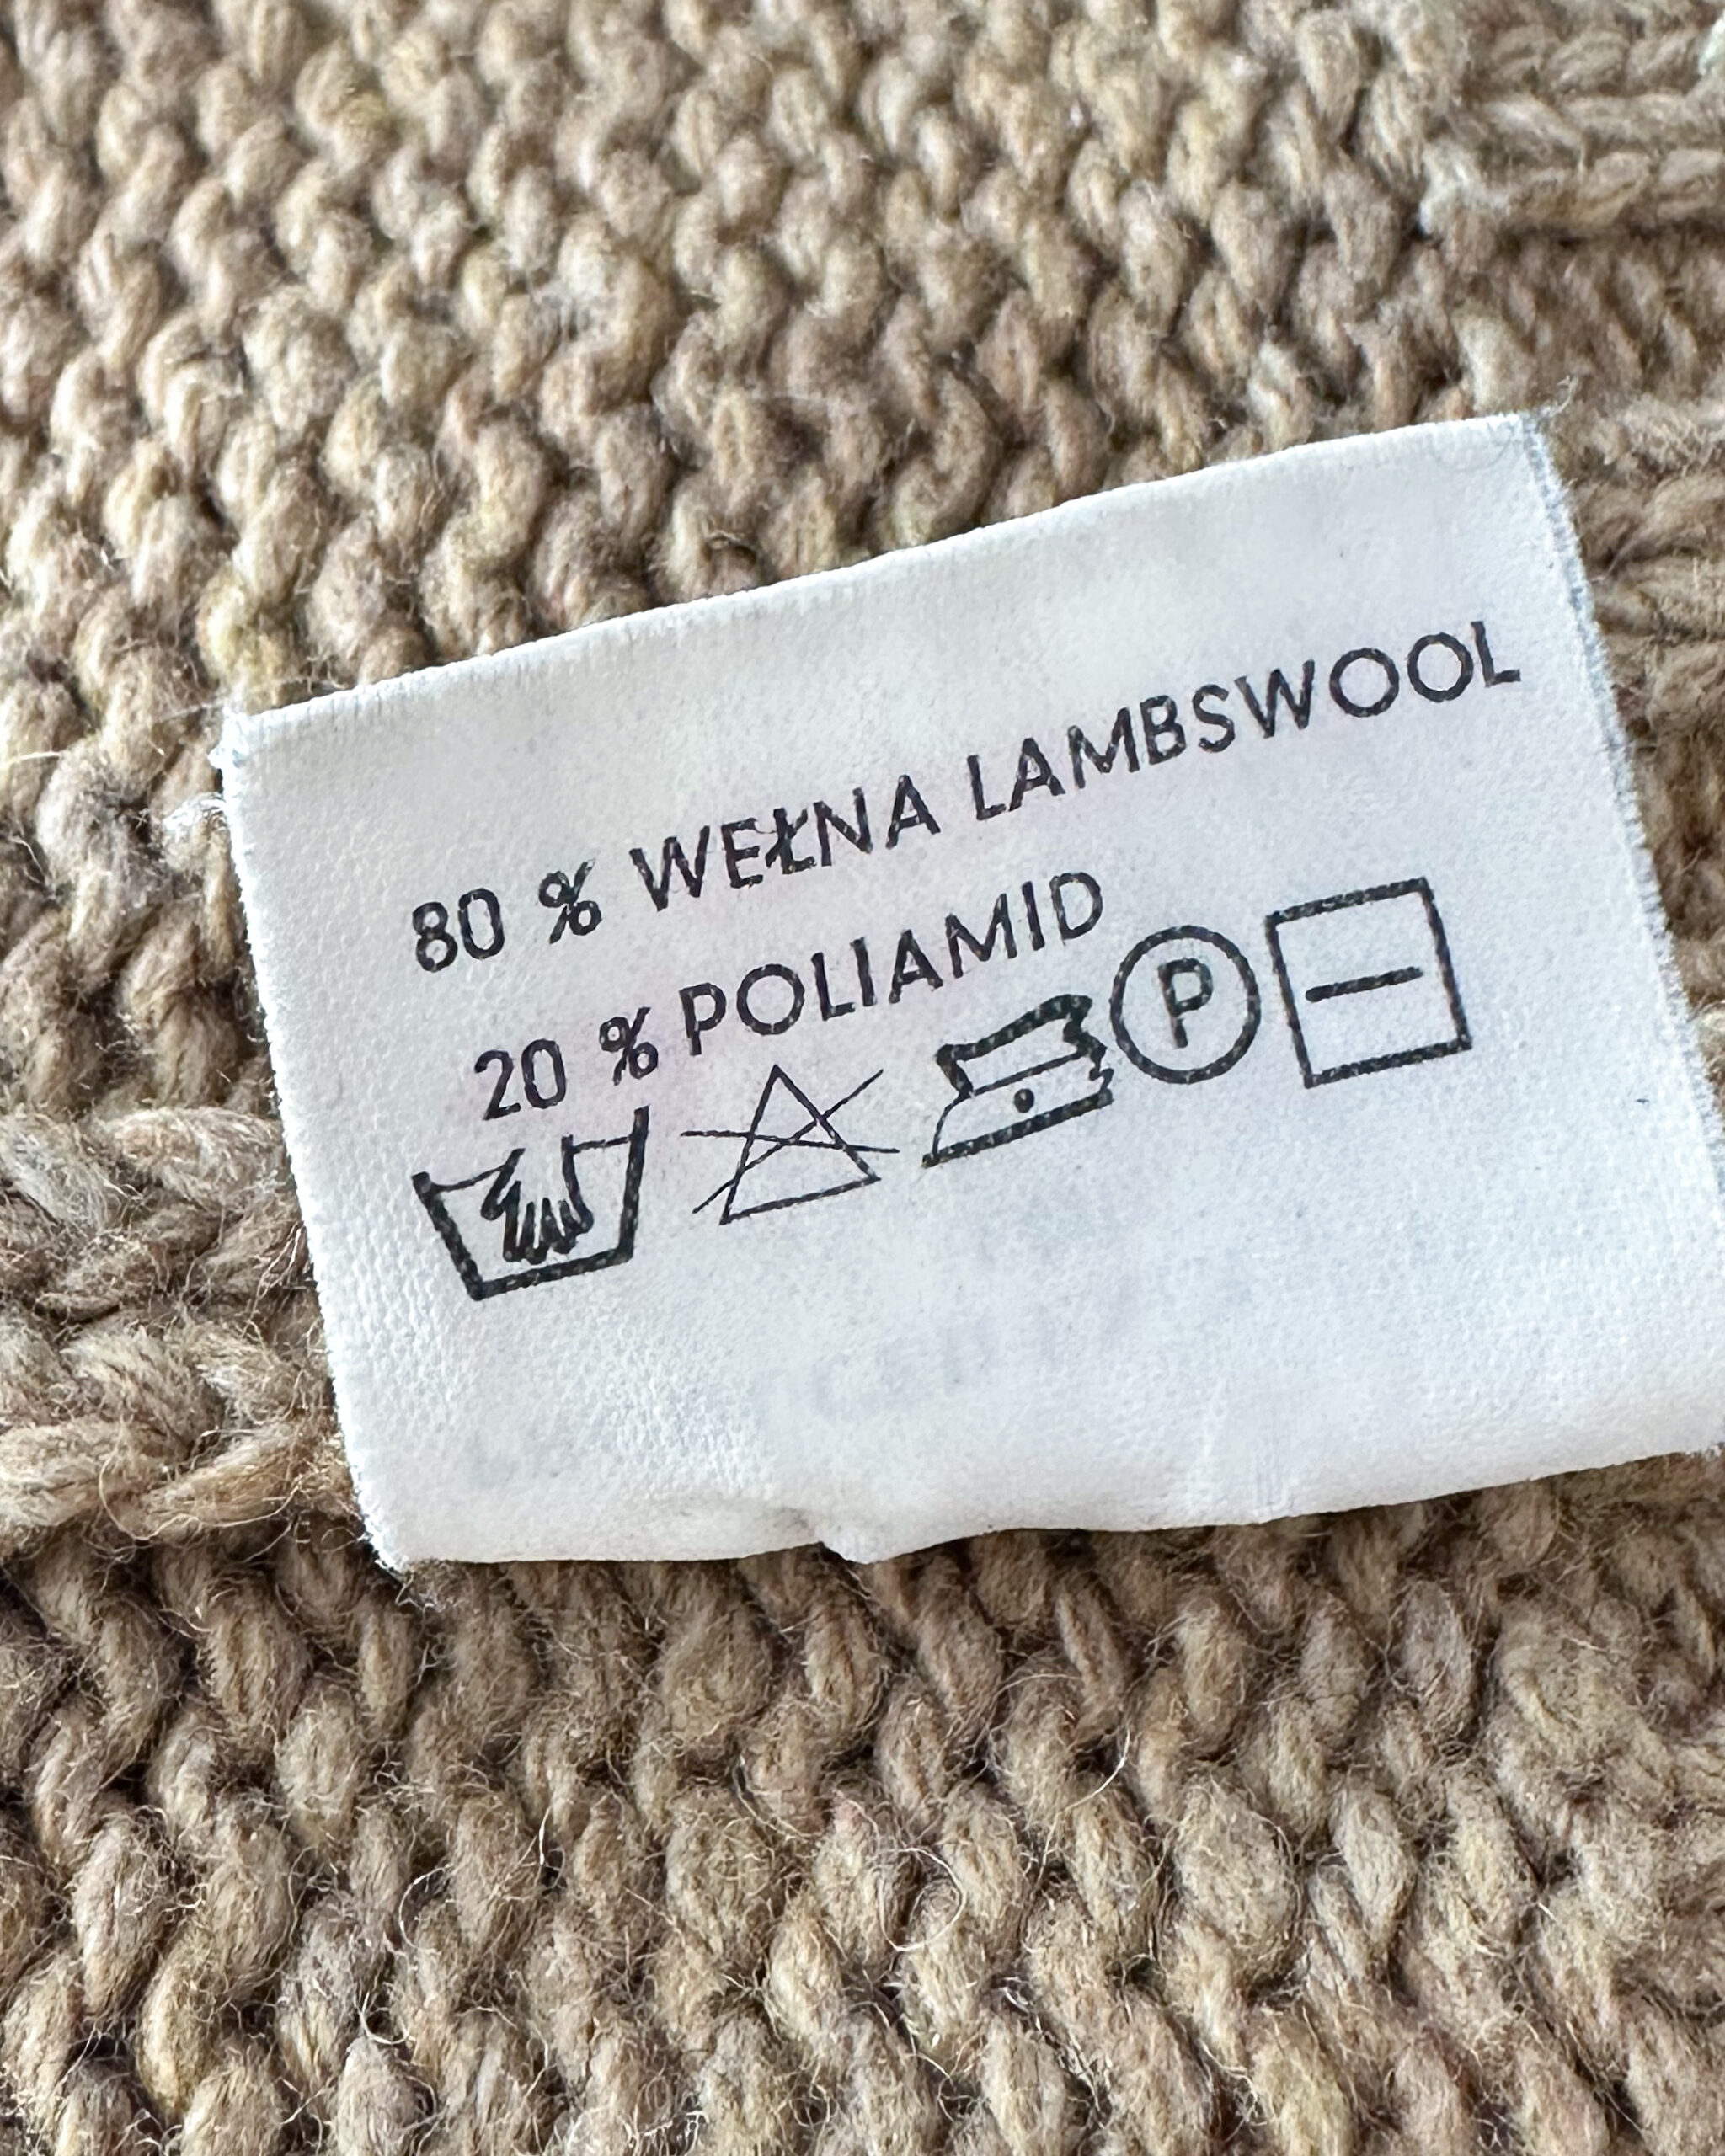 80 % WEŁNA LAMBSWOOL
20 % POLIAMID
P